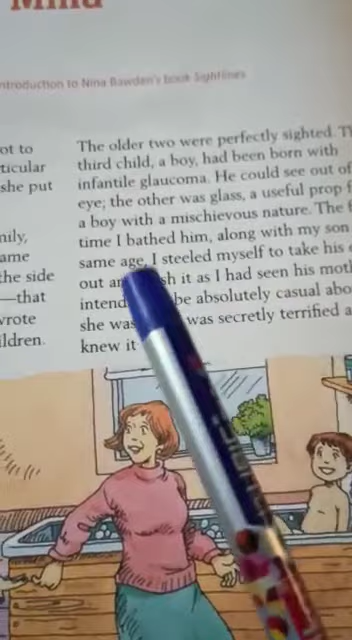 Mind
ntroduction to Nina Bawden's book Sightlines
ot to
ticular
she put
nily,
ame
the side
—that
wrote
ldren.
The older two were perfectly sighted. T
third child, a boy, had been born with
infantile glaucoma. He could see out of
eye; the other was glass, a useful prop f
a boy with a mischievous nature. The f
time I bathed him, along with my son
same age, I steeled myself to take his
out an sh it as I had seen his moth
intend be absolutely casual abo
she was was secretly terrified a
knew it